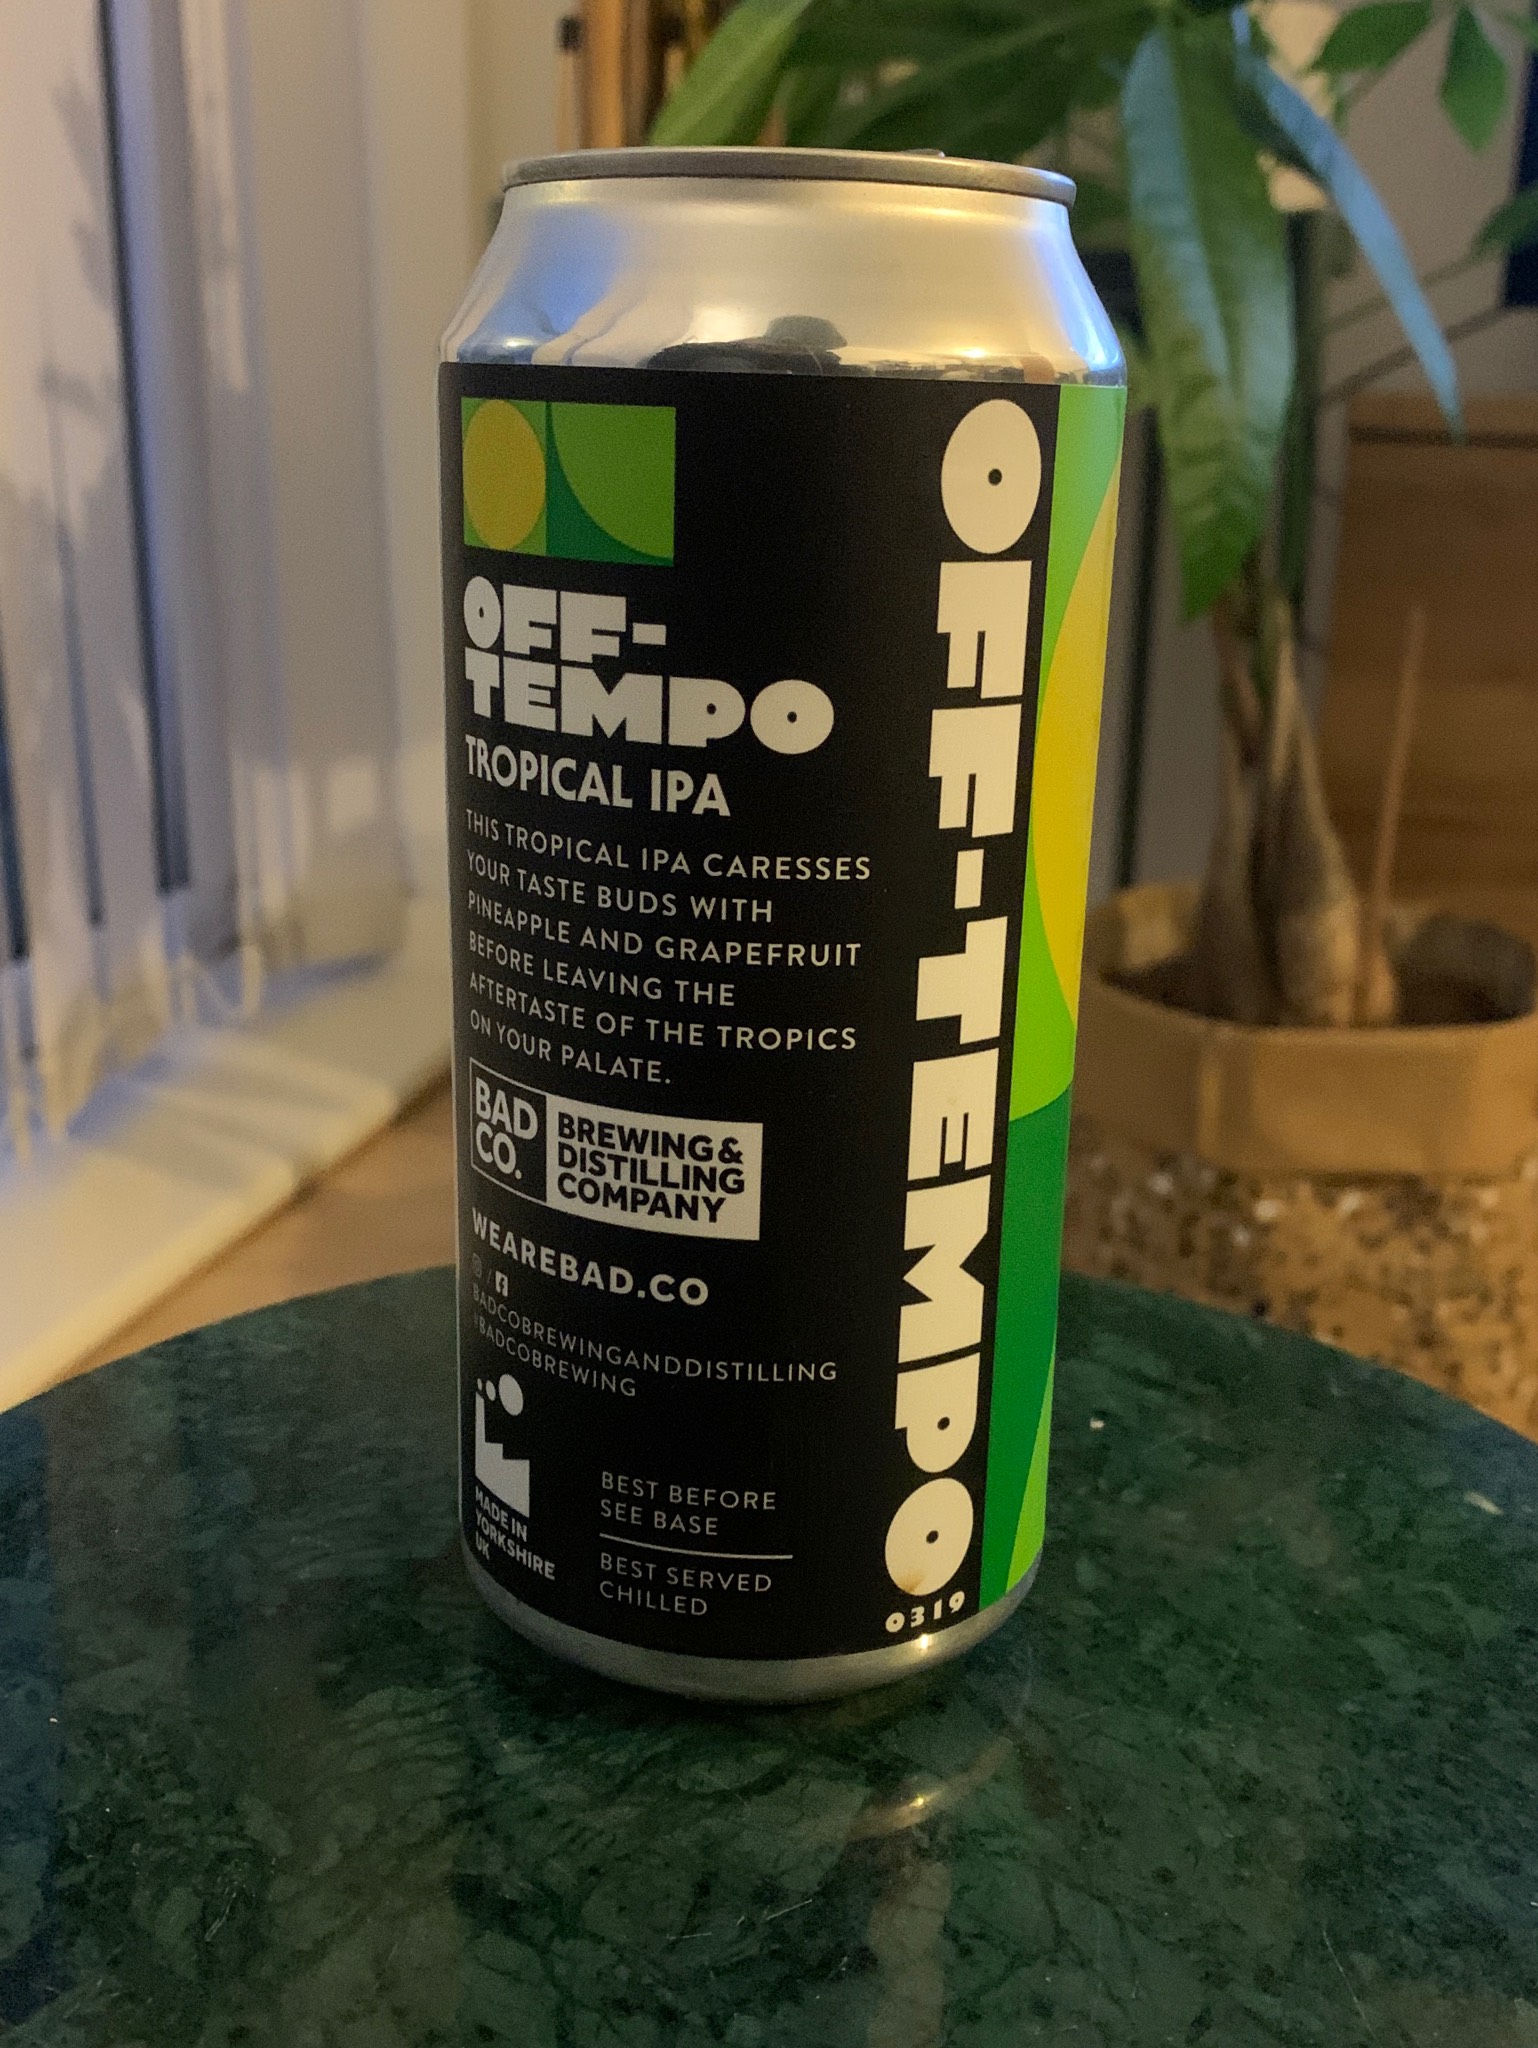 OFF-
TEMPO
TROPICAL IPA
THIS TROPICAL IPA CARESSES
YOUR TASTE BUDS WITH
PINEAPPLE AND GRAPEFRUIT
BEFORE LEAVING THE
AFTERTASTE OF THE TROPICS
ON YOUR PALATE.
BAD
CO.
BREWING &
DISTILLING
COMPANY
WEAREBAD.CO
/
BADCOBREWINGANDDISTILLING
#BADCOBREWING
MADE IN
YORKSHIRE
UK
BEST BEFORE
SEE BASE
BEST SERVED
CHILLED
OFF-TEMPO
0319